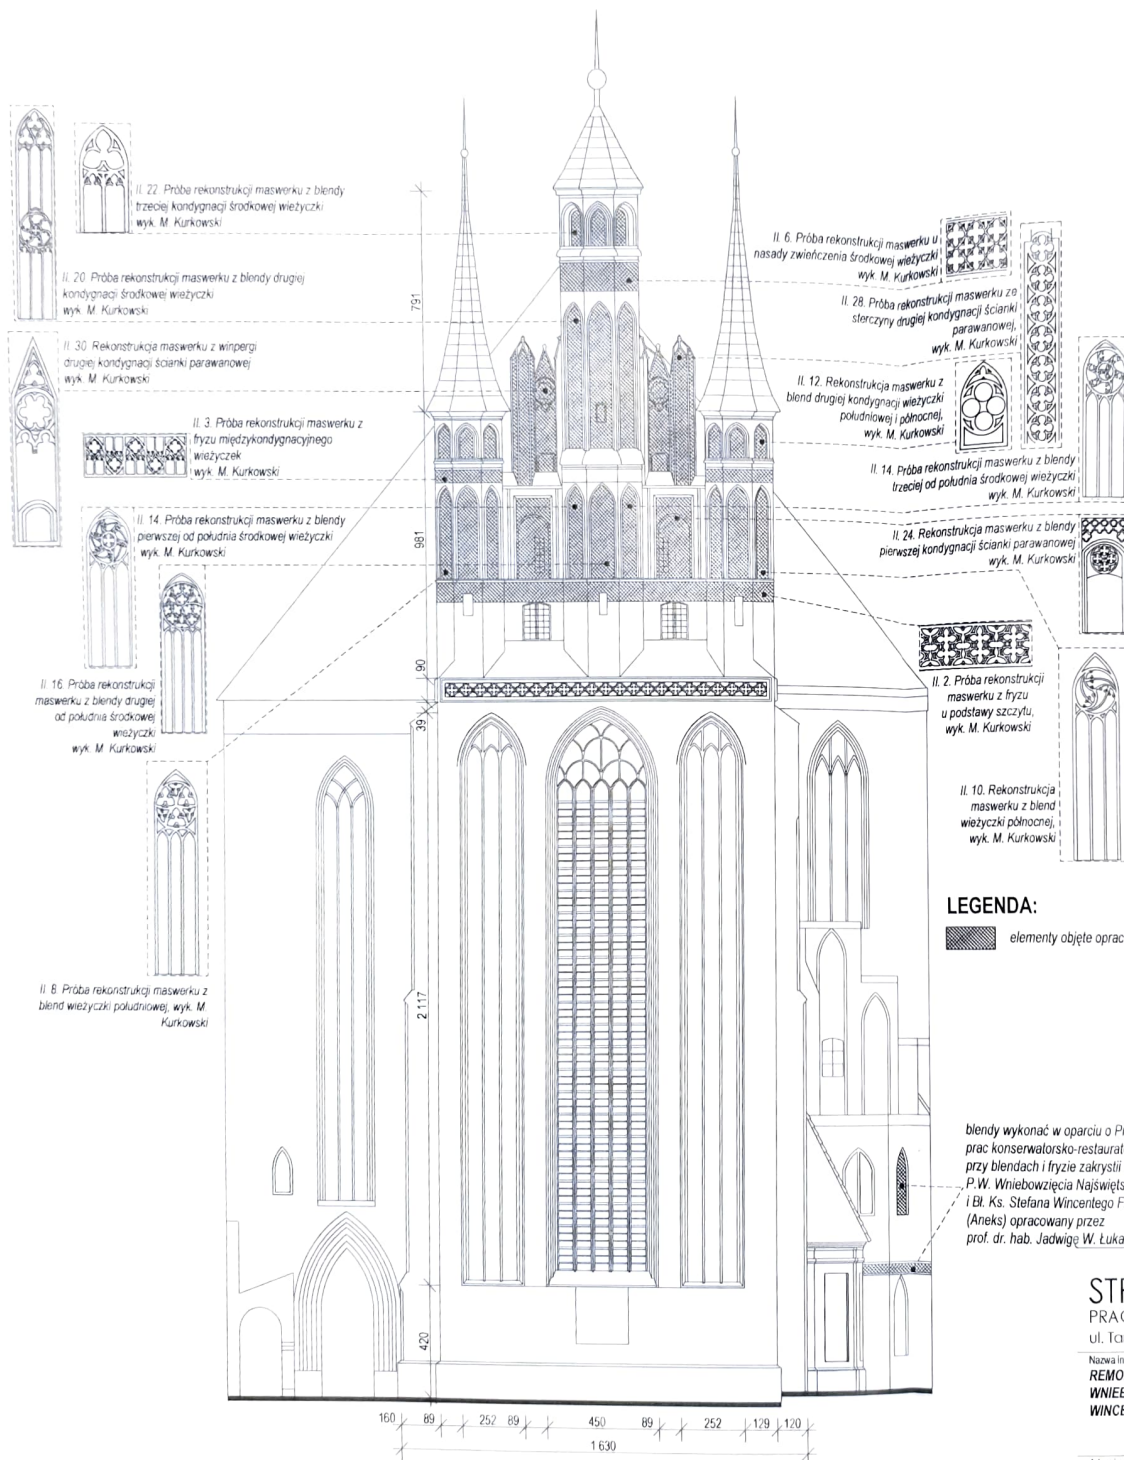 Il. 22. Próba rekonstrukcji maswerku z blendy
trzeciej kondygnacji środkowej wieżyczki
wyk. M. Kurkowski
Il. 20. Próba rekonstrukcji maswerku z blendy drugiej
kondygnacji środkowej wieżyczki
wyk. M. Kurkowski
Il. 30. Rekonstrukcja maswerku z winpergi
drugiej kondygnacji ścianki parawanowej
wyk. M. Kurkowski
Il. 3. Próba rekonstrukcji maswerku z
fryzu międzykondygnacyjnego
wieżyczek
wyk. M. Kurkowski
Il. 14. Próba rekonstrukcji maswerku z blendy
pierwszej od południa środkowej wieżyczki
wyk. M. Kurkowski
Il. 16. Próba rekonstrukcji
maswerku z blendy drugiej
od południa środkowej
wieżyczki
wyk. M. Kurkowski
Il. 8. Próba rekonstrukcji maswerku z
blend wieżyczki południowej, wyk. M.
Kurkowski
791
981
90
39
2 117
420
160 89 252 89 450 89 252 129 120
1 630
Il. 6. Próba rekonstrukcji maswerku u
nasady zwieńczenia środkowej wieżyczki
wyk. M. Kurkowski
Il. 28. Próba rekonstrukcji maswerku ze
sterczyny drugiej kondygnacji ścianki
parawanowej,
wyk. M. Kurkowski
Il. 12. Rekonstrukcja maswerku z
blend drugiej kondygnacji wieżyczki
południowej i północnej,
wyk. M. Kurkowski
Il. 14. Próba rekonstrukcji maswerku z blendy
trzeciej od południa środkowej wieżyczki
wyk. M. Kurkowski
Il. 24. Rekonstrukcja maswerku z blendy
pierwszej kondygnacji ścianki parawanowej
wyk. M. Kurkowski
Il. 2. Próba rekonstrukcji
maswerku z fryzu
u podstawy szczytu,
wyk. M. Kurkowski
Il. 10. Rekonstrukcja
maswerku z blend
wieżyczki północnej,
wyk. M. Kurkowski
LEGENDA:
elementy objęte oprac
blendy wykonać w oparciu o P
prac konserwatorsko-restaurat
przy blendach i fryzie zakrystii
P.W. Wniebowzięcia Najświęts
i Bł. Ks. Stefana Wincentego F
(Aneks) opracowany przez
prof. dr. hab. Jadwigę W. Łuka
PRAC
ul. Ta
Nazwa in
REMO
WNIEB
WINCE